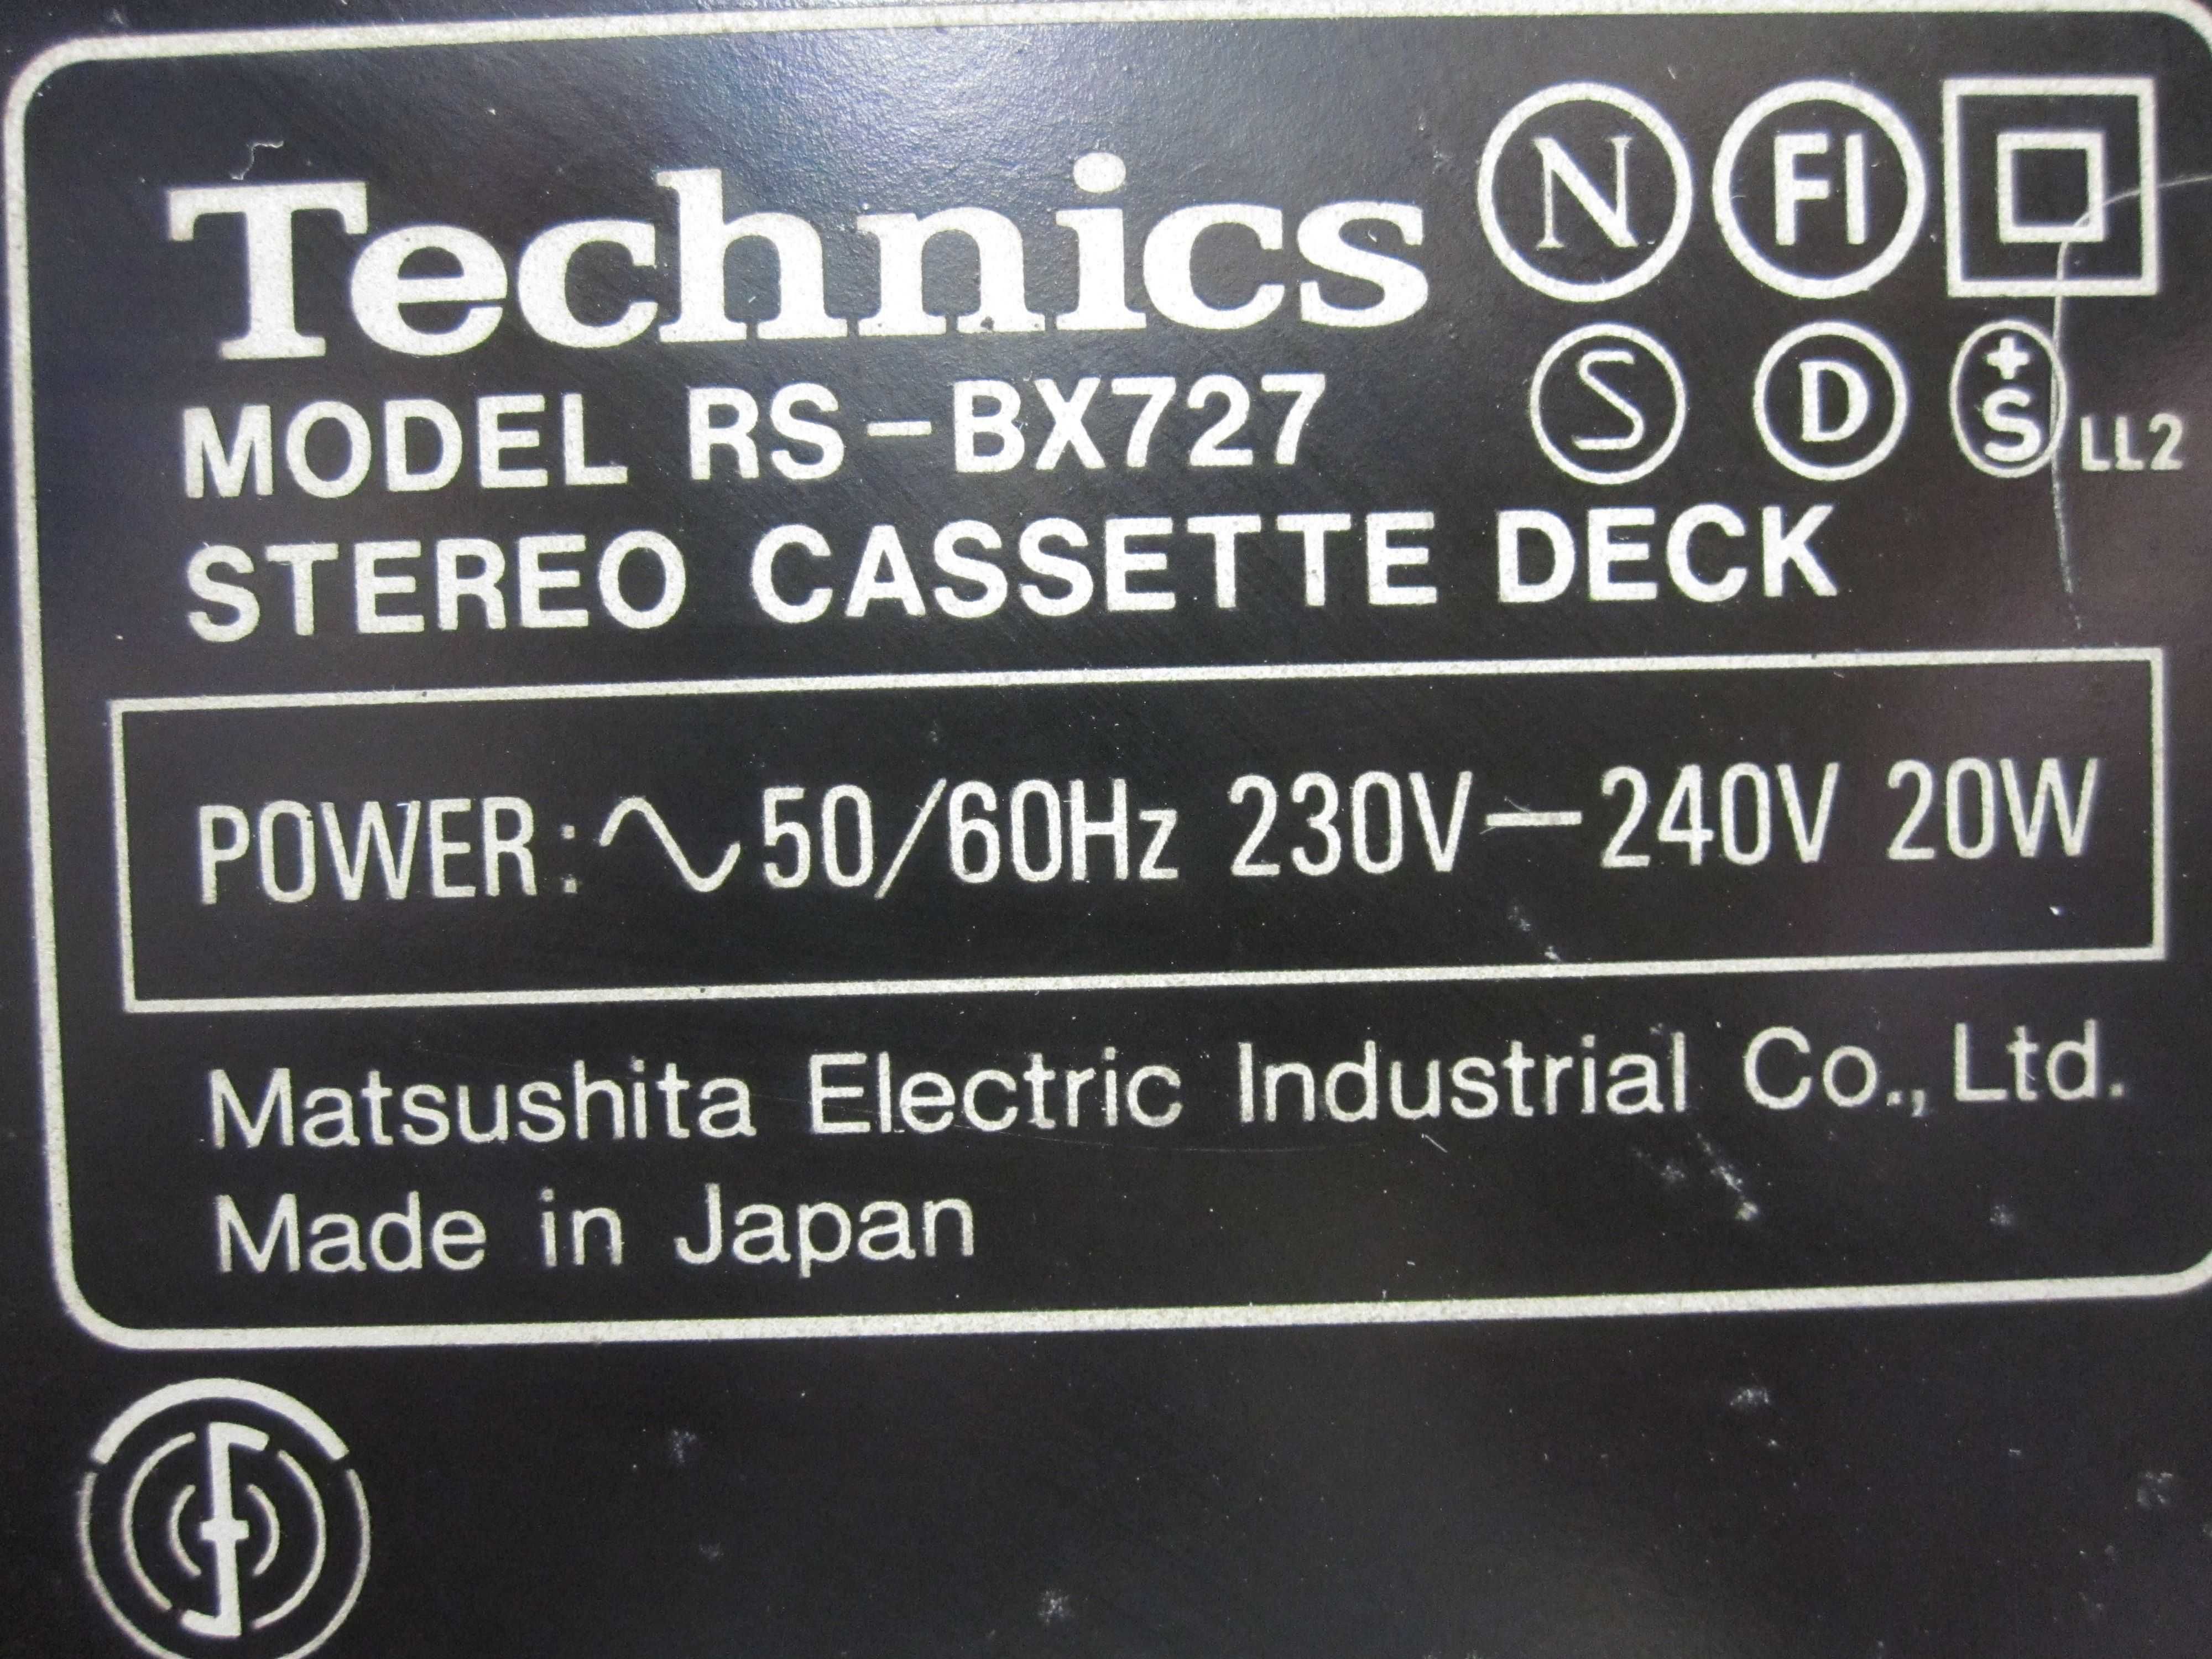 Technics N FI
MODEL RS-BX727 S D +S LL2
STEREO CASSETTE DECK
POWER: ∿50/60Hz 230V—240V 20W
Matsushita Electric Industrial Co., Ltd.
Made in Japan